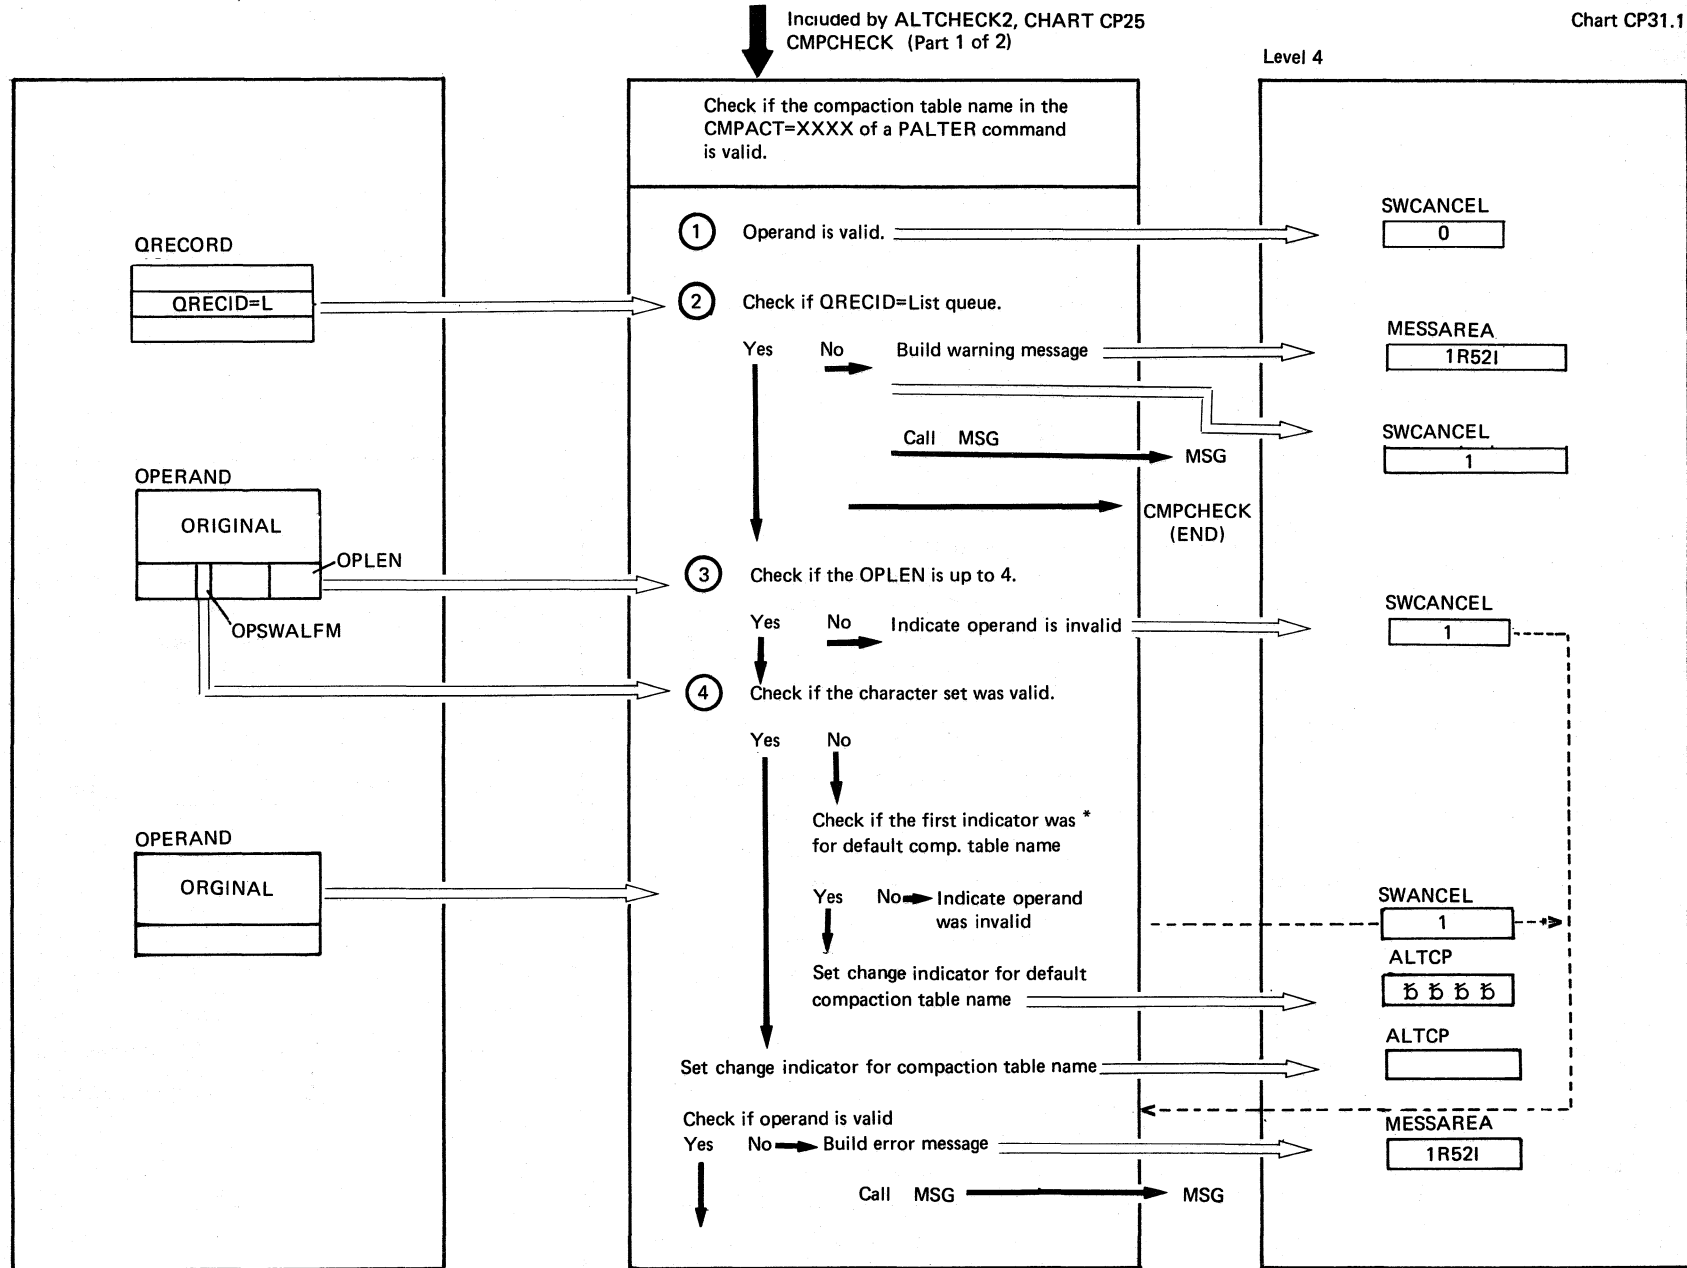 Included by ALTCHECK2, CHART CP25
CMPCHECK (Part 1 of 2)
Chart CP31.1
Level 4
Check if the compaction table name in the
CMPACT=XXXX of a PALTER command
is valid.
1 Operand is valid.
SWCANCEL
0
QRECORD
QRECID=L
2 Check if QRECID=List queue.
Yes No Build warning message
MESSAREA
1R52I
Call MSG
MSG
SWCANCEL
1
CMPCHECK
(END)
OPERAND
ORIGINAL
OPLEN
OPSWALFM
3 Check if the OPLEN is up to 4.
Yes No Indicate operand is invalid
SWCANCEL
1
4 Check if the character set was valid.
Yes No
Check if the first indicator was *
for default comp. table name
OPERAND
ORGINAL
Yes No Indicate operand
was invalid
SWANCEL
1
Set change indicator for default
compaction table name
ALTCP
ƀ ƀ ƀ ƀ
Set change indicator for compaction table name
ALTCP
Check if operand is valid
Yes No Build error message
MESSAREA
1R52I
Call MSG
MSG